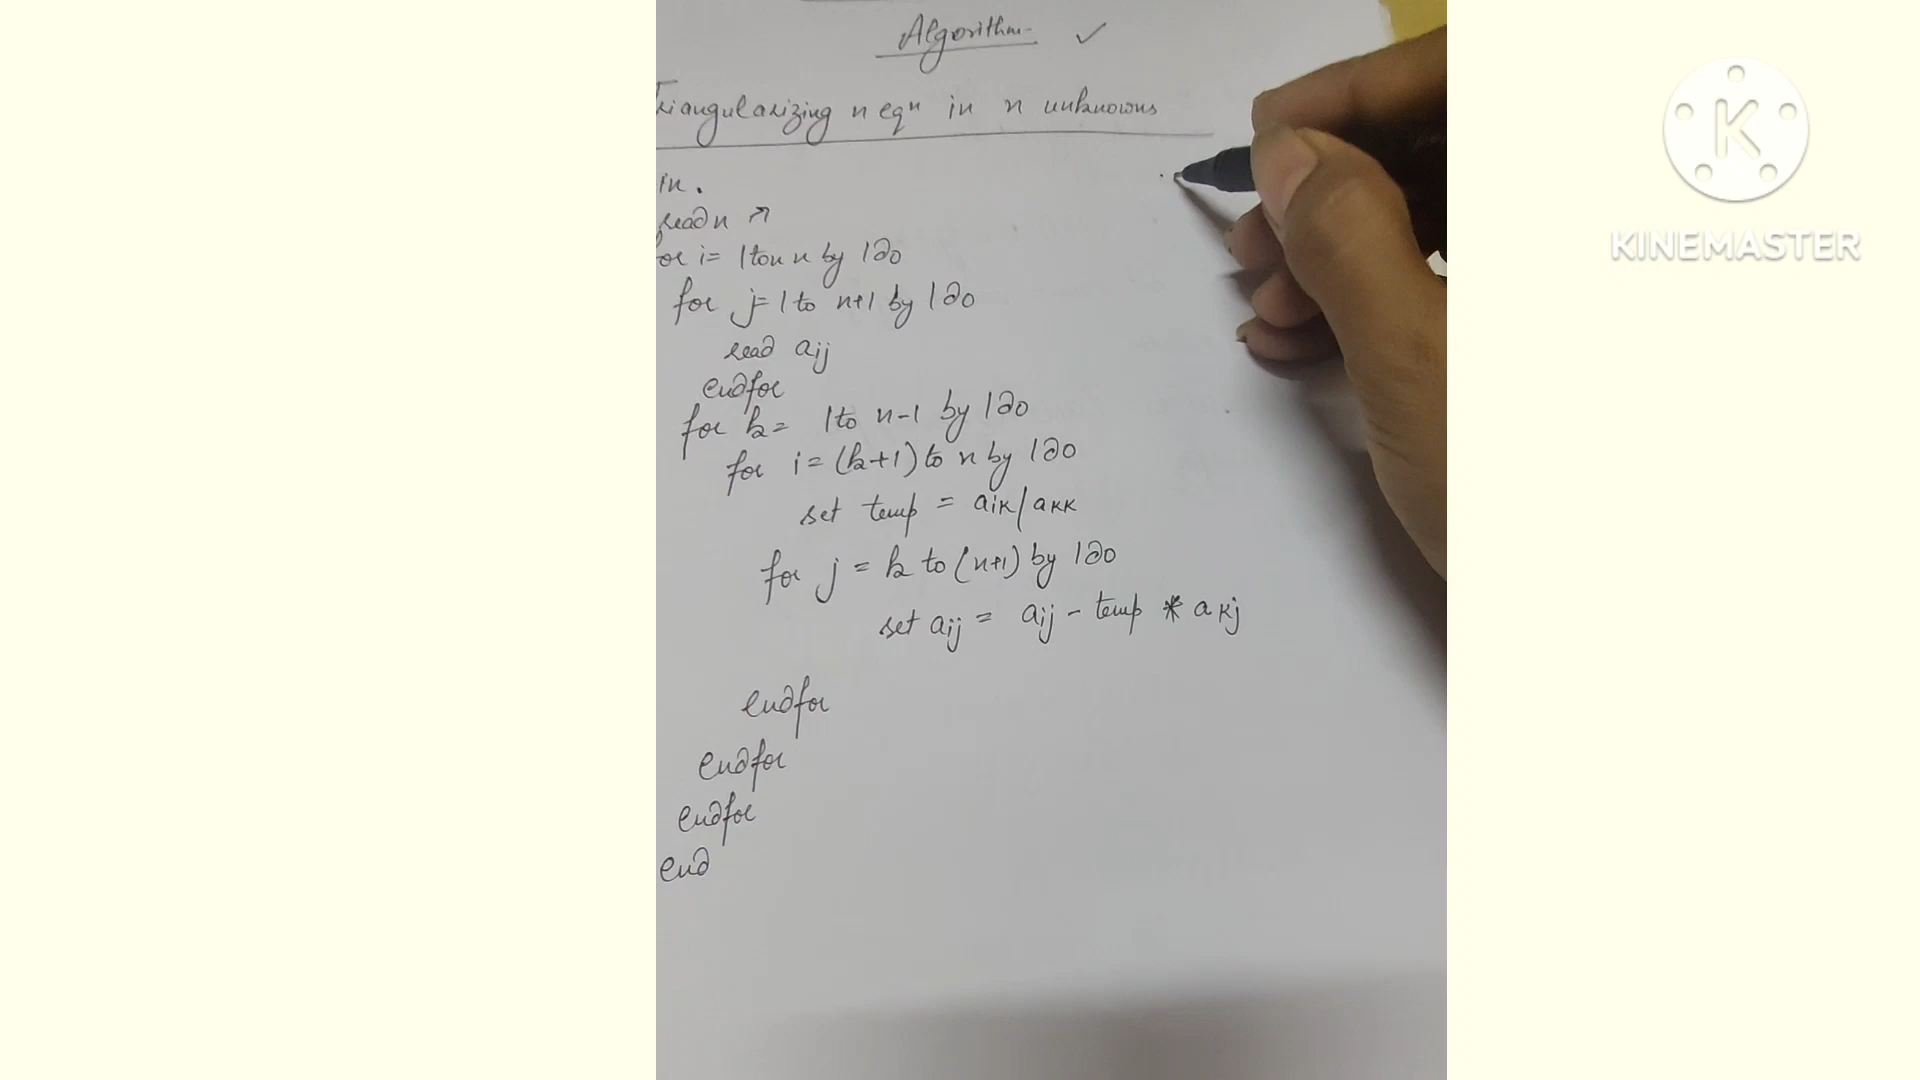 Algorithm
Triangularizing n eqn in n unknowns
in.
read n
for i = 1 to n by 1 do
for j = 1 to n+1 by 1 do
read aij
endfor
for k = 1 to n-1 by 1 do
for i = (k+1) to n by 1 do
set temp = aik/akk
for j = k to (n+1) by 1 do
set aij = aij - temp * akj
endfor
endfor
endfor
end
K
KINEMASTER